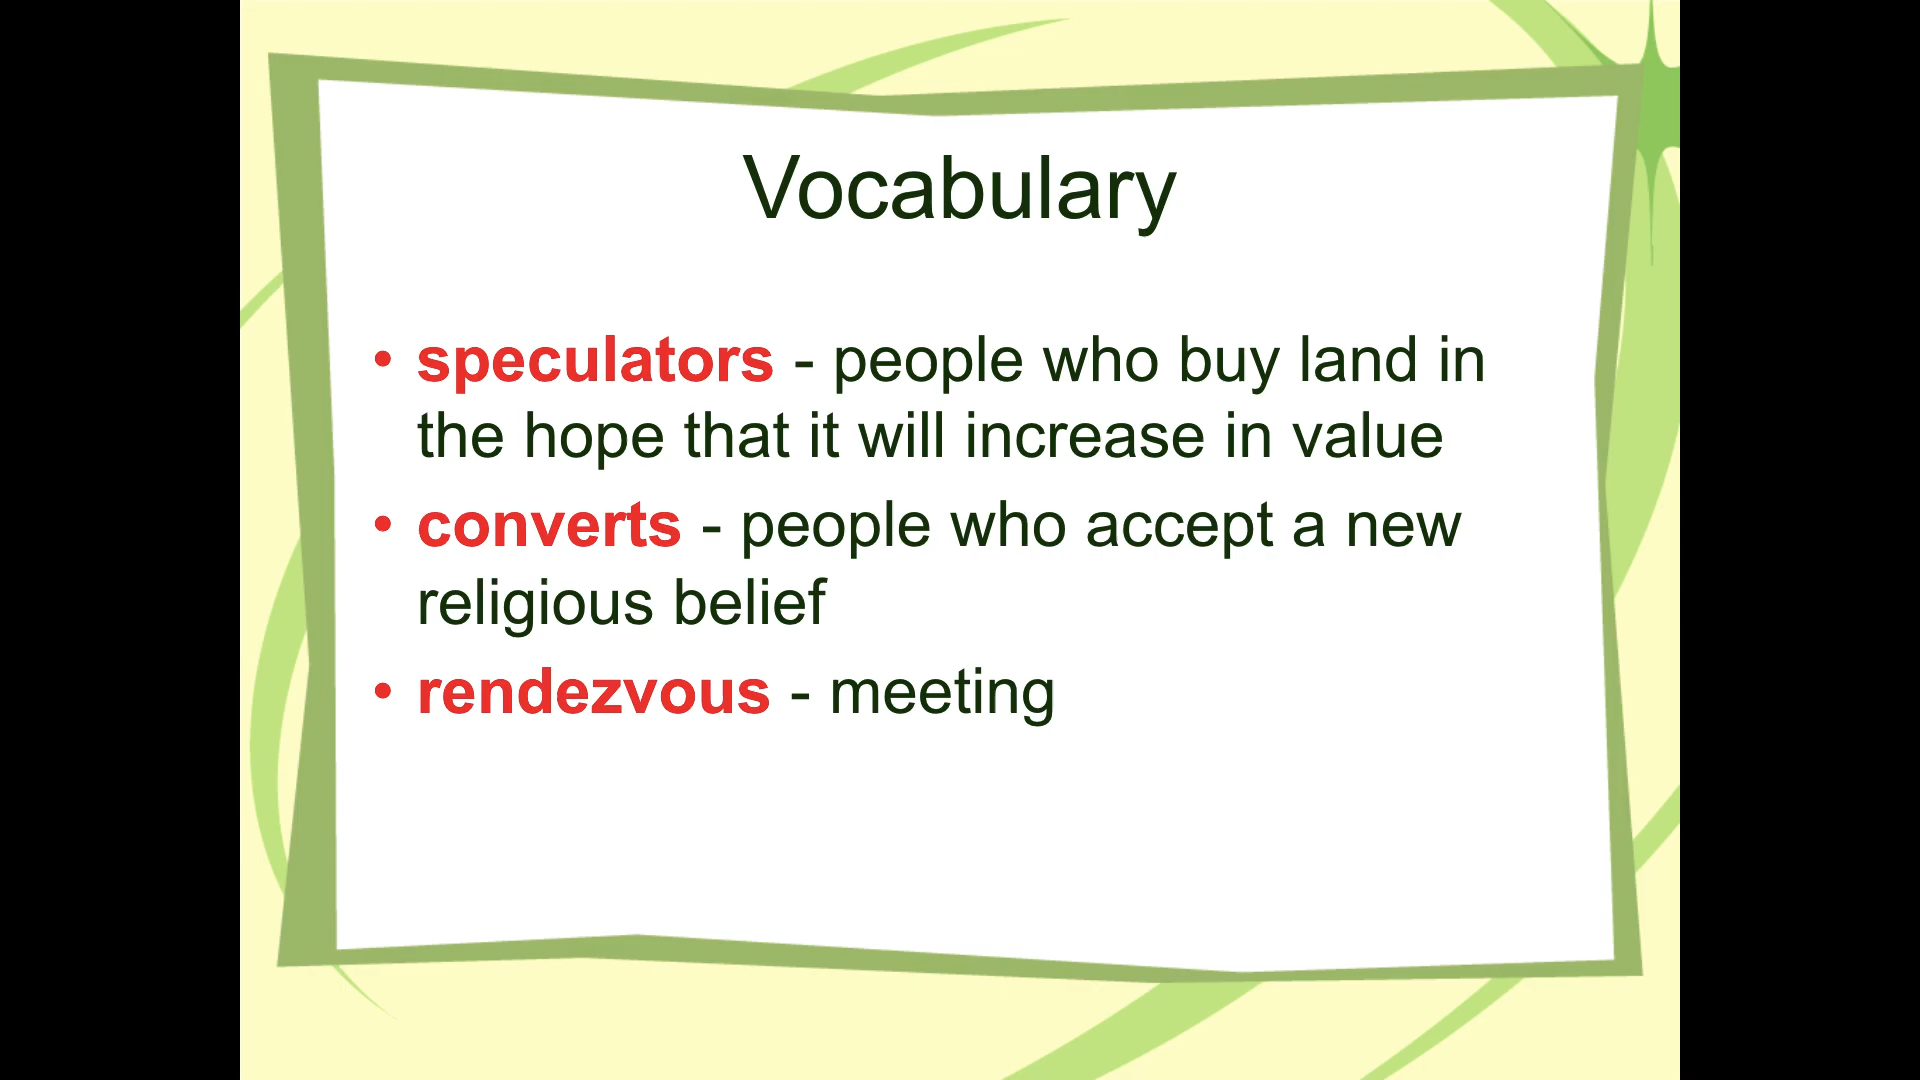 Vocabulary
• speculators - people who buy land in
the hope that it will increase in value
• converts - people who accept a new
religious belief
• rendezvous - meeting